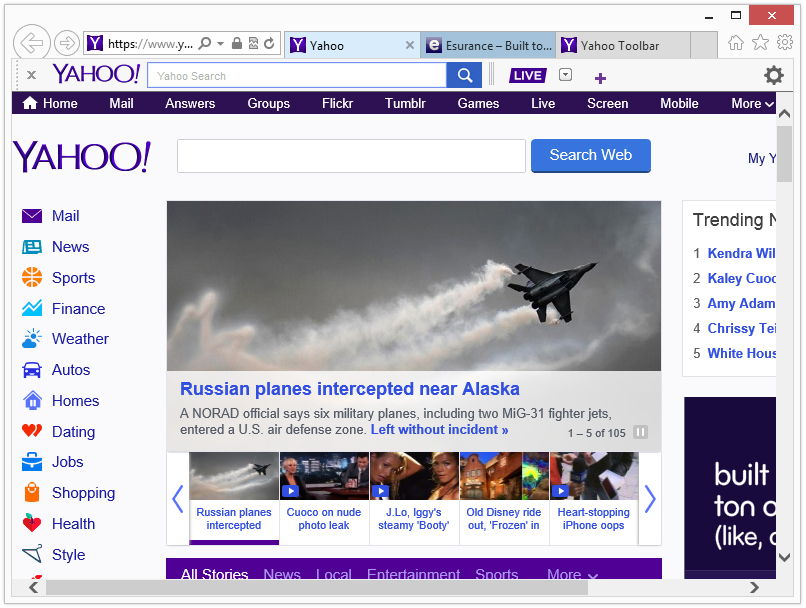 https://www.y...
Yahoo
Esurance – Built to...
Yahoo Toolbar
YAHOO!
Yahoo Search
LIVE
Home
Mail
Answers
Groups
Flickr
Tumblr
Games
Live
Screen
Mobile
More
YAHOO!
Search Web
My Y
Mail
News
Sports
Finance
Weather
Autos
Homes
Dating
Jobs
Shopping
Health
Style
Russian planes intercepted near Alaska
A NORAD official says six military planes, including two MiG-31 fighter jets,
entered a U.S. air defense zone. Left without incident »
1 – 5 of 105
Russian planes
intercepted
Cuoco on nude
photo leak
J.Lo, Iggy's
steamy 'Booty'
Old Disney ride
out, 'Frozen' in
Heart-stopping
iPhone oops
All Stories
News
Local
Entertainment
Sports
More
Trending N
1 Kendra Wil
2 Kaley Cuoc
3 Amy Adam
4 Chrissy Tei
5 White Hous
built
ton o
(like, a